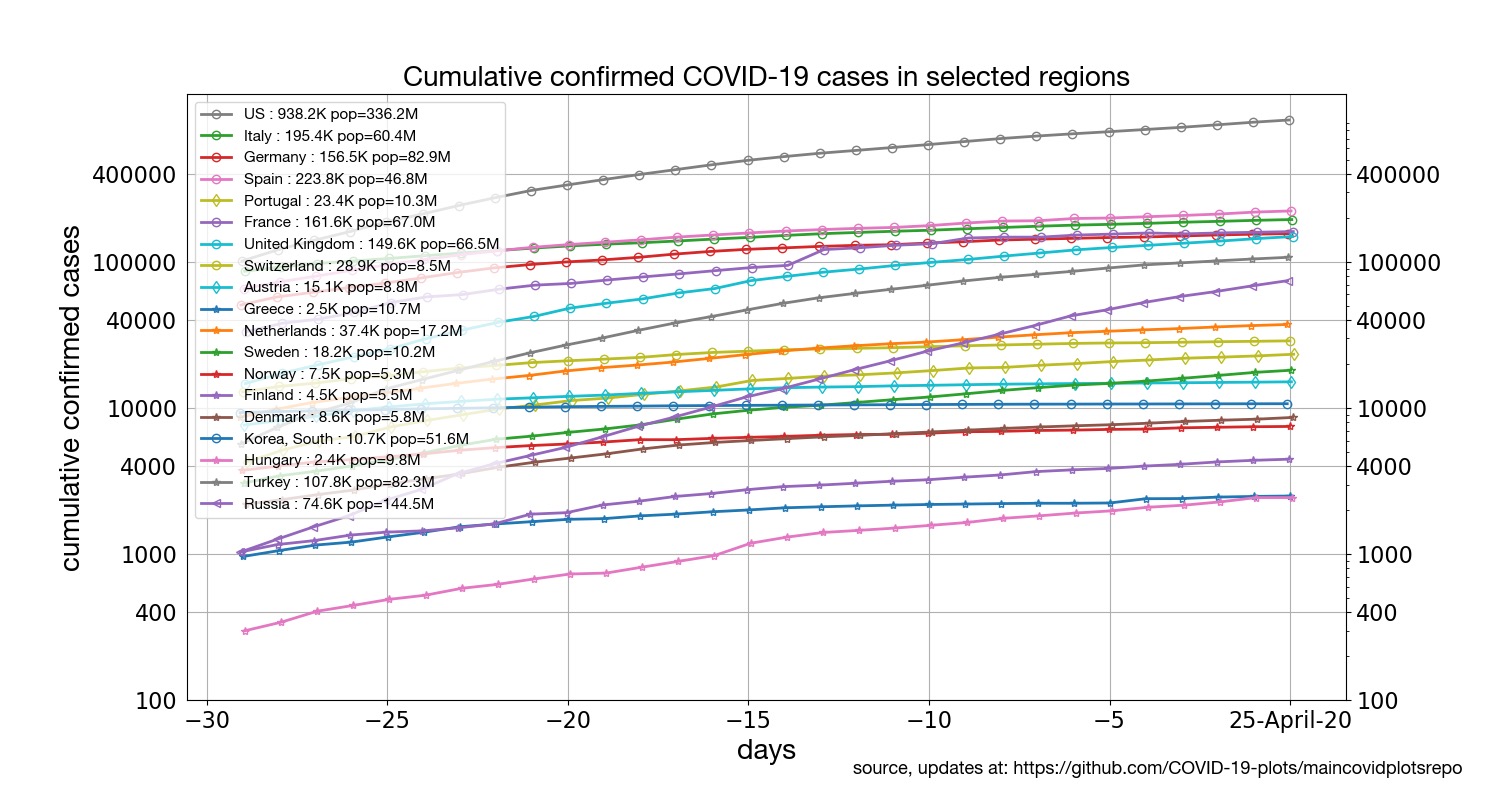 Cumulative confirmed COVID-19 cases in selected regions
US : 938.2K pop=336.2M
Italy : 195.4K pop=60.4M
Germany : 156.5K pop=82.9M
Spain : 223.8K pop=46.8M
Portugal : 23.4K pop=10.3M
France : 161.6K pop=67.0M
United Kingdom : 149.6K pop=66.5M
Switzerland : 28.9K pop=8.5M
Austria : 15.1K pop=8.8M
Greece : 2.5K pop=10.7M
Netherlands : 37.4K pop=17.2M
Sweden : 18.2K pop=10.2M
Norway : 7.5K pop=5.3M
Finland : 4.5K pop=5.5M
Denmark : 8.6K pop=5.8M
Korea, South : 10.7K pop=51.6M
Hungary : 2.4K pop=9.8M
Turkey : 107.8K pop=82.3M
Russia : 74.6K pop=144.5M
cumulative confirmed cases
400000
100000
40000
10000
4000
1000
400
100
400000
100000
40000
10000
4000
1000
400
100
−30 −25 −20 −15 −10 −5 25-April-20
days
source, updates at: https://github.com/COVID-19-plots/maincovidplotsrepo